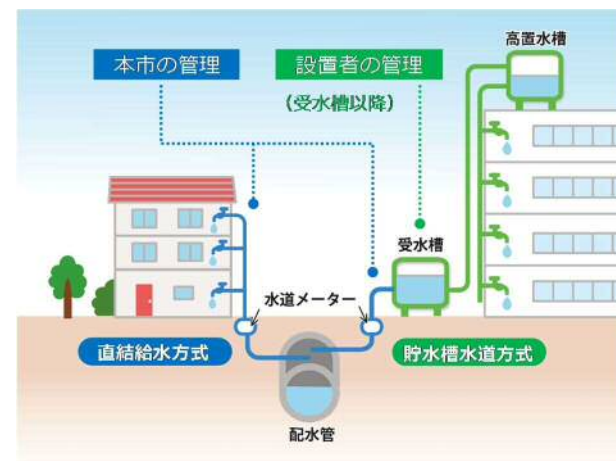 高置水槽
本市の管理
設置者の管理
（受水槽以降）
受水槽
水道メーター
直結給水方式
貯水槽水道方式
配水管